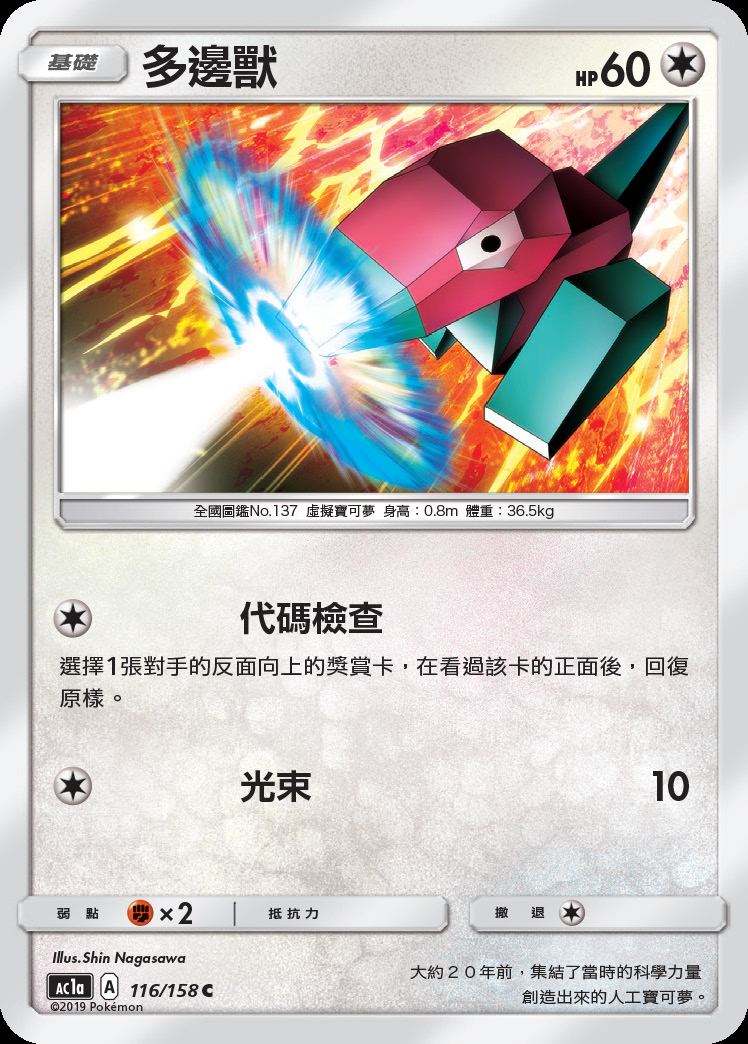 基礎 多邊獸 HP60
全國圖鑑No.137 虛擬寶可夢 身高：0.8m 體重：36.5kg
代碼檢查
選擇1張對手的反面向上的獎賞卡，在看過該卡的正面後，回復
原樣。
光束 10
弱點 ×2 抵抗力 撤退
Illus.Shin Nagasawa
AC1a A 116/158 C
©2019 Pokémon
大約２０年前，集結了當時的科學力量
創造出來的人工寶可夢。